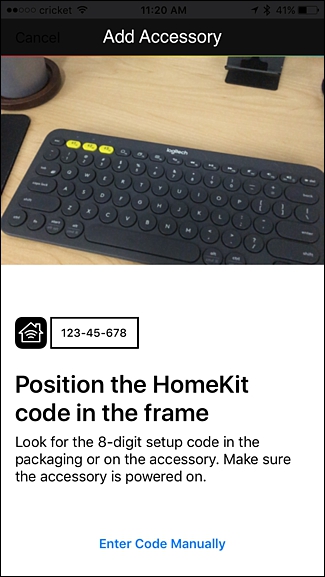 cricket 11:20 AM 41%
Cancel Add Accessory
logitech
123-45-678
Position the HomeKit
code in the frame
Look for the 8-digit setup code in the
packaging or on the accessory. Make sure
the accessory is powered on.
Enter Code Manually